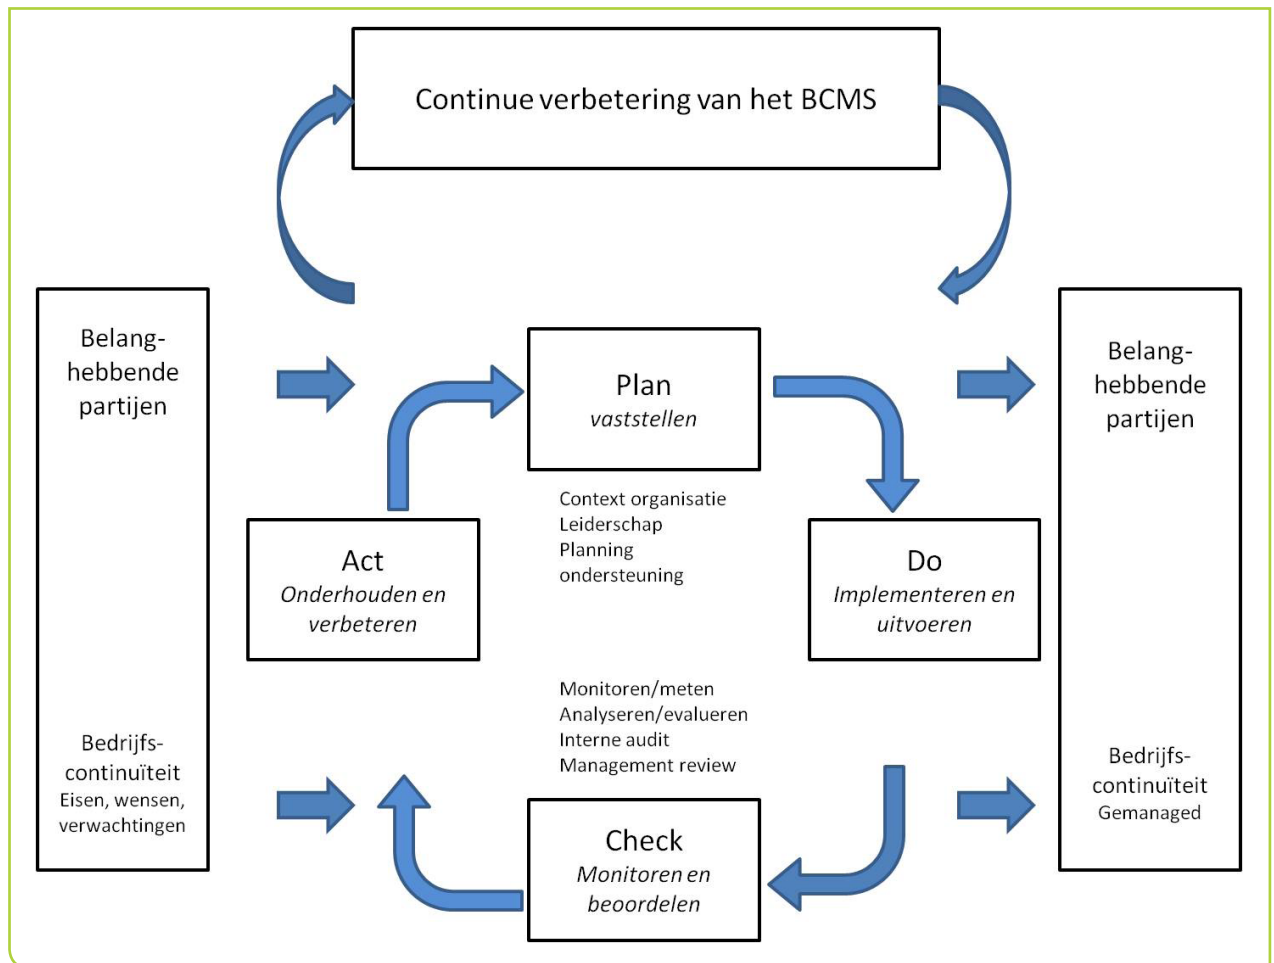 Continue verbetering van het BCMS
Belang-
hebbende
partijen
Bedrijfs-
continuïteit
Eisen, wensen,
verwachtingen
Plan
vaststellen
Context organisatie
Leiderschap
Planning
ondersteuning
Act
Onderhouden en
verbeteren
Do
Implementeren en
uitvoeren
Monitoren/meten
Analyseren/evalueren
Interne audit
Management review
Check
Monitoren en
beoordelen
Belang-
hebbende
partijen
Bedrijfs-
continuïteit
Gemanaged